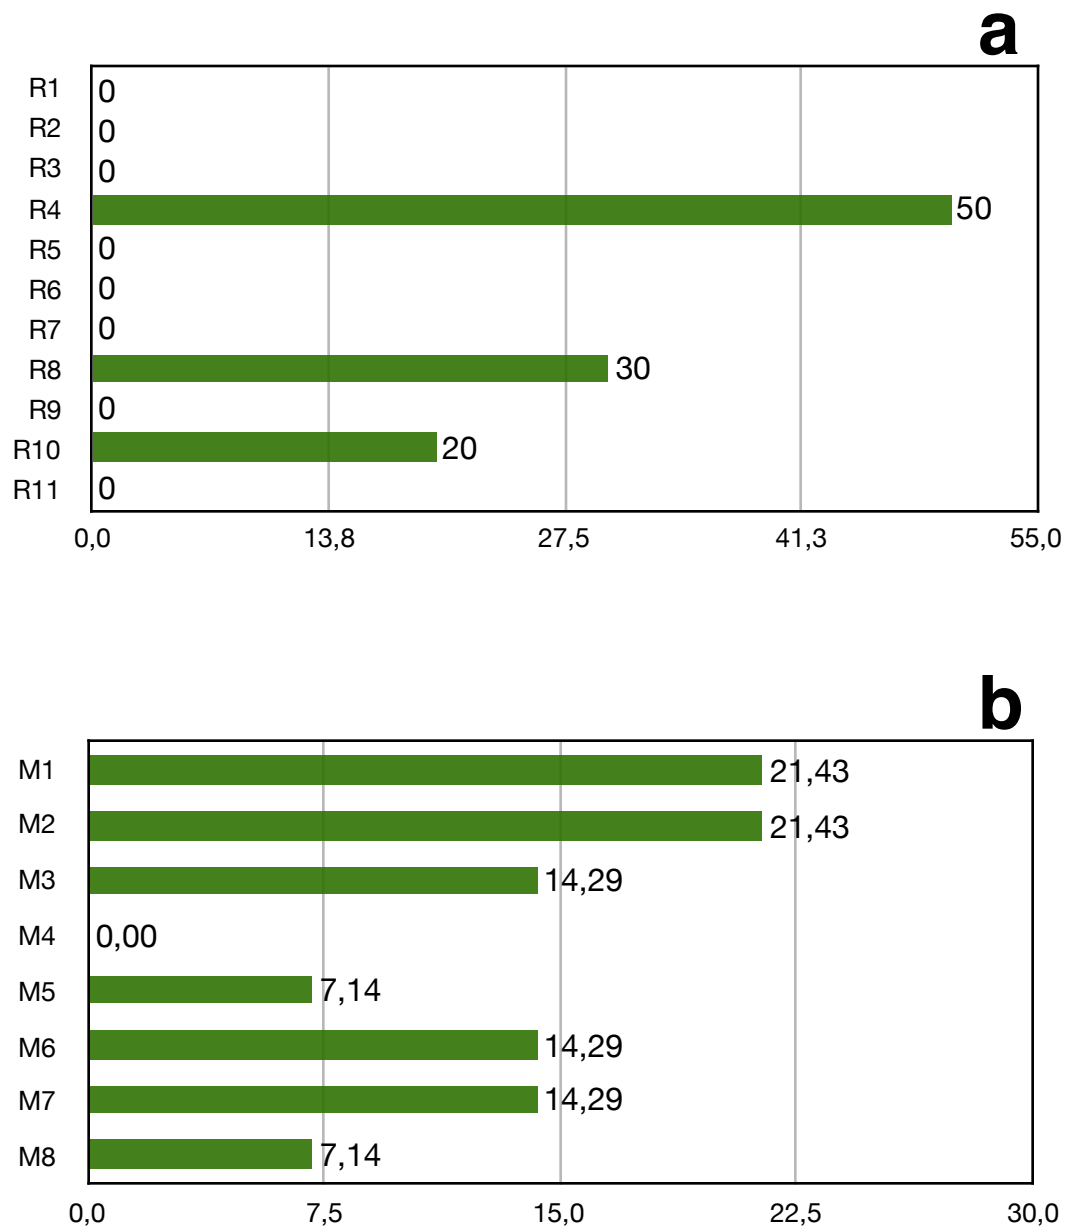 a
R1 0
R2 0
R3 0
R4 50
R5 0
R6 0
R7 0
R8 30
R9 0
R10 20
R11 0
0,0 13,8 27,5 41,3 55,0
b
M1 21,43
M2 21,43
M3 14,29
M4 0,00
M5 7,14
M6 14,29
M7 14,29
M8 7,14
0,0 7,5 15,0 22,5 30,0